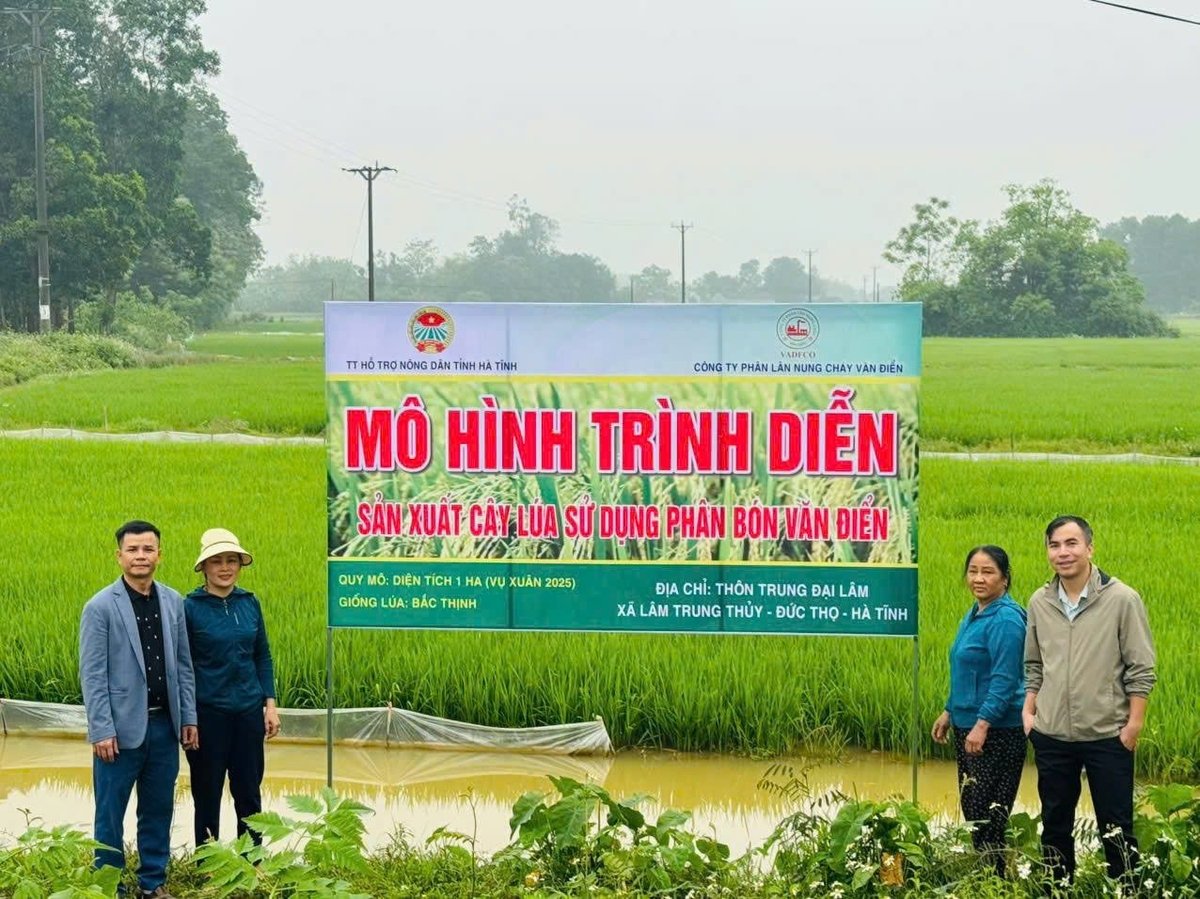 VADFCO
TT HỖ TRỢ NÔNG DÂN TỈNH HÀ TĨNH
CÔNG TY PHÂN LÂN NUNG CHẢY VĂN ĐIỂN
MÔ HÌNH TRÌNH DIỄN
SẢN XUẤT CÂY LÚA SỬ DỤNG PHÂN BÓN VĂN ĐIỂN
QUY MÔ: DIỆN TÍCH 1 HA (VỤ XUÂN 2025)
GIỐNG LÚA: BẮC THỊNH
ĐỊA CHỈ: THÔN TRUNG ĐẠI LÂM
XÃ LÂM TRUNG THỦY - ĐỨC THỌ - HÀ TĨNH